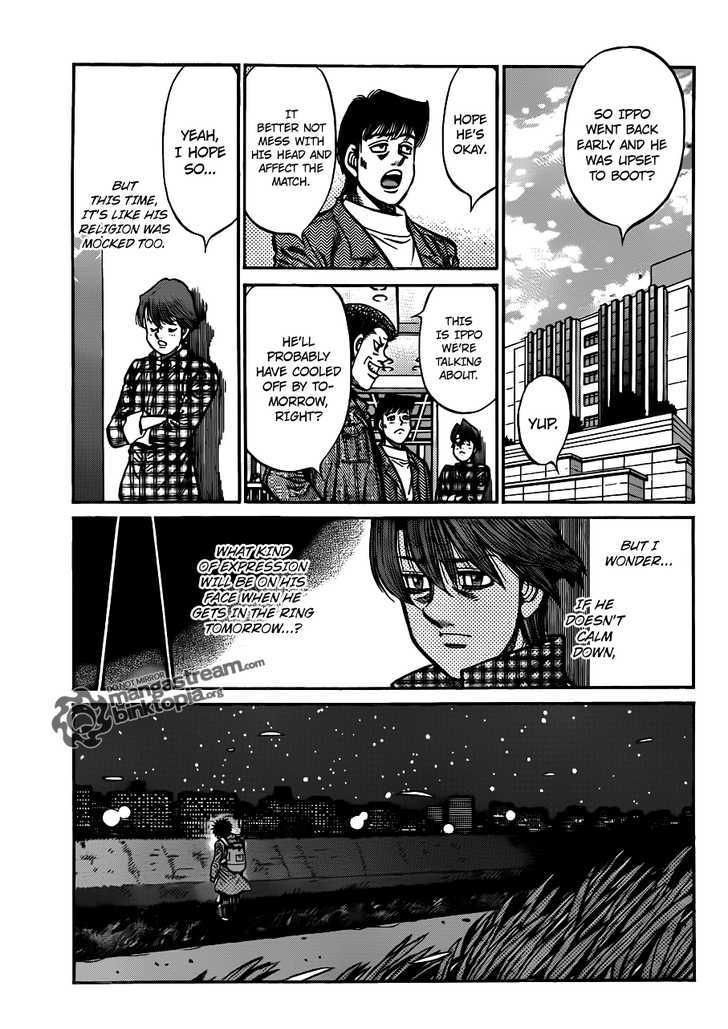 SO IPPO
WENT BACK
EARLY AND HE
WAS UPSET
TO BOOT?
YUP.
HOPE
HE'S
OKAY.
IT
BETTER NOT
MESS WITH
HIS HEAD AND
AFFECT THE
MATCH.
THIS
IS IPPO
WE'RE
TALKING
ABOUT.
HE'LL
PROBABLY
HAVE COOLED
OFF BY TO-
MORROW,
RIGHT?
YEAH,
I HOPE
SO...
BUT
THIS TIME,
IT'S LIKE HIS
RELIGION WAS
MOCKED TOO.
BUT I
WONDER...
IF HE
DOESN'T
CALM
DOWN,
WHAT KIND
OF EXPRESSION
WILL BE ON HIS
FACE WHEN HE
GETS IN THE RING
TOMORROW...?
DO NOT MIRROR
mangastream.com
binktopia.org